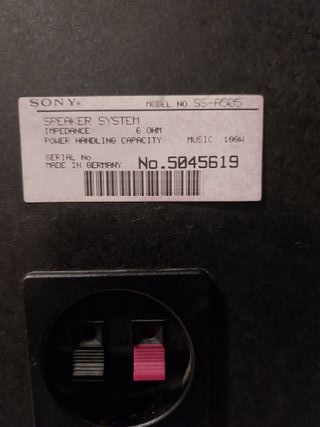 SONY® MODEL NO. SS-A505
SPEAKER SYSTEM
IMPEDANCE 6 OHM
POWER HANDLING CAPACITY: MUSIC 100W
SERIAL No
MADE IN GERMANY No.5045619